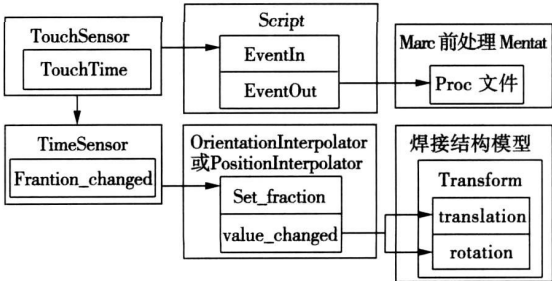 TouchSensor
TouchTime
Script
EventIn
EventOut
Marc 前处理 Mentat
Proc 文件
TimeSensor
Frantion_changed
OrientationInterpolator
或PositionInterpolator
Set_fraction
value_changed
焊接结构模型
Transform
translation
rotation